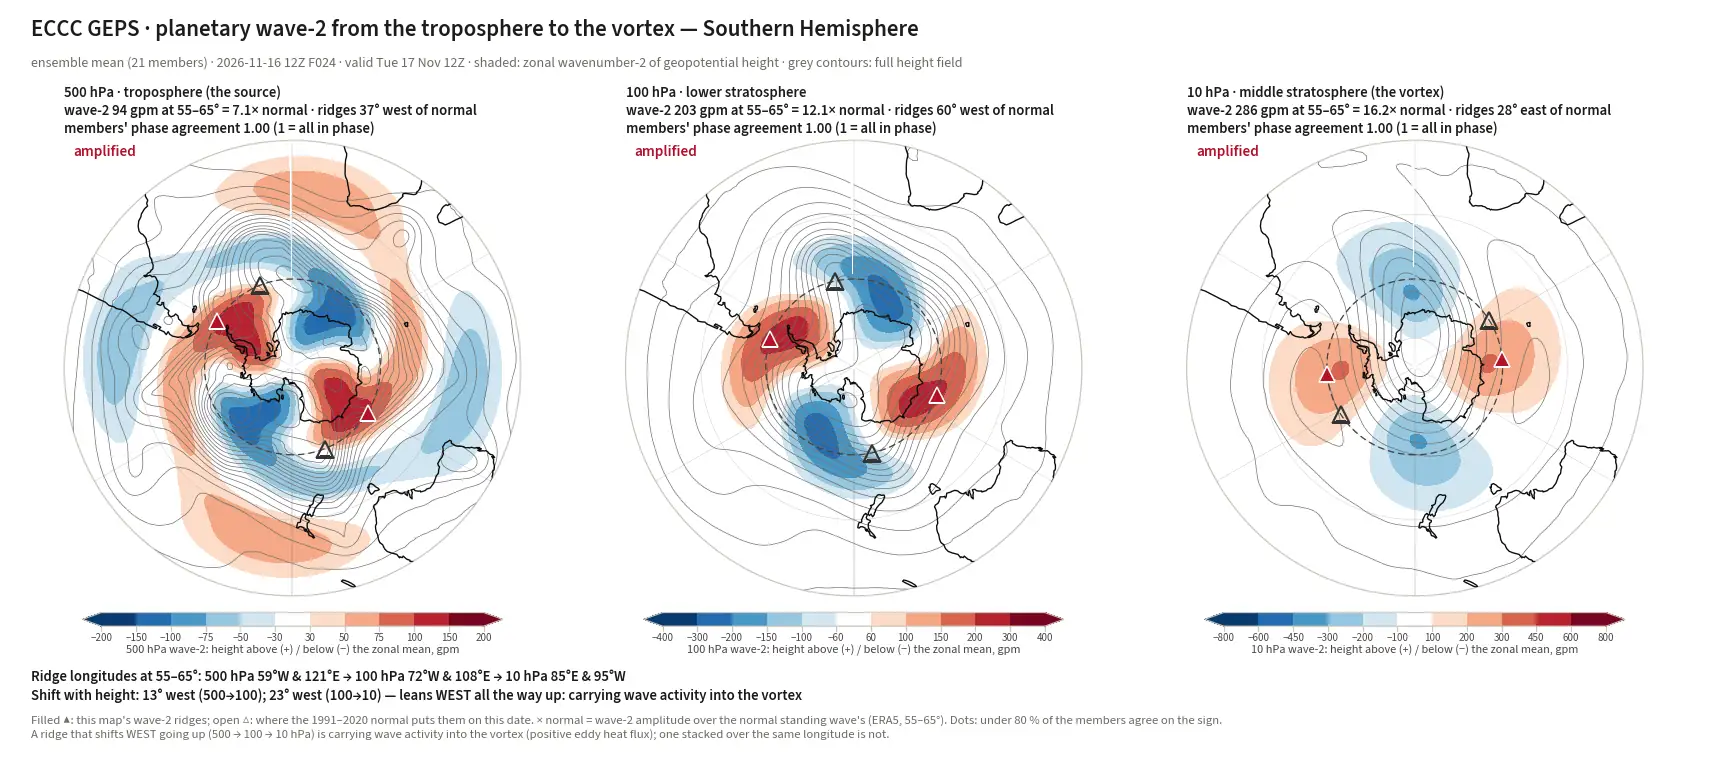 ECCC GEPS · planetary wave-2 from the troposphere to the vortex — Southern Hemisphere
ensemble mean (21 members) · 2026-11-16 12Z F024 · valid Tue 17 Nov 12Z · shaded: zonal wavenumber-2 of geopotential height · grey contours: full height field
500 hPa · troposphere (the source)
wave-2 94 gpm at 55–65° = 7.1× normal · ridges 37° west of normal
members' phase agreement 1.00 (1 = all in phase)
amplified
100 hPa · lower stratosphere
wave-2 203 gpm at 55–65° = 12.1× normal · ridges 60° west of normal
members' phase agreement 1.00 (1 = all in phase)
amplified
10 hPa · middle stratosphere (the vortex)
wave-2 286 gpm at 55–65° = 16.2× normal · ridges 28° east of normal
members' phase agreement 1.00 (1 = all in phase)
amplified
−200 −150 −100 −75 −50 −30 30 50 75 100 150 200
500 hPa wave-2: height above (+) / below (−) the zonal mean, gpm
−400 −300 −200 −150 −100 −60 60 100 150 200 300 400
100 hPa wave-2: height above (+) / below (−) the zonal mean, gpm
−800 −600 −450 −300 −200 −100 100 200 300 450 600 800
10 hPa wave-2: height above (+) / below (−) the zonal mean, gpm
Ridge longitudes at 55–65°: 500 hPa 59°W & 121°E → 100 hPa 72°W & 108°E → 10 hPa 85°E & 95°W
Shift with height: 13° west (500→100); 23° west (100→10) — leans WEST all the way up: carrying wave activity into the vortex
Filled ▲: this map's wave-2 ridges; open △: where the 1991–2020 normal puts them on this date. × normal = wave-2 amplitude over the normal standing wave's (ERA5, 55–65°). Dots: under 80 % of the members agree on the sign.
A ridge that shifts WEST going up (500 → 100 → 10 hPa) is carrying wave activity into the vortex (positive eddy heat flux); one stacked over the same longitude is not.